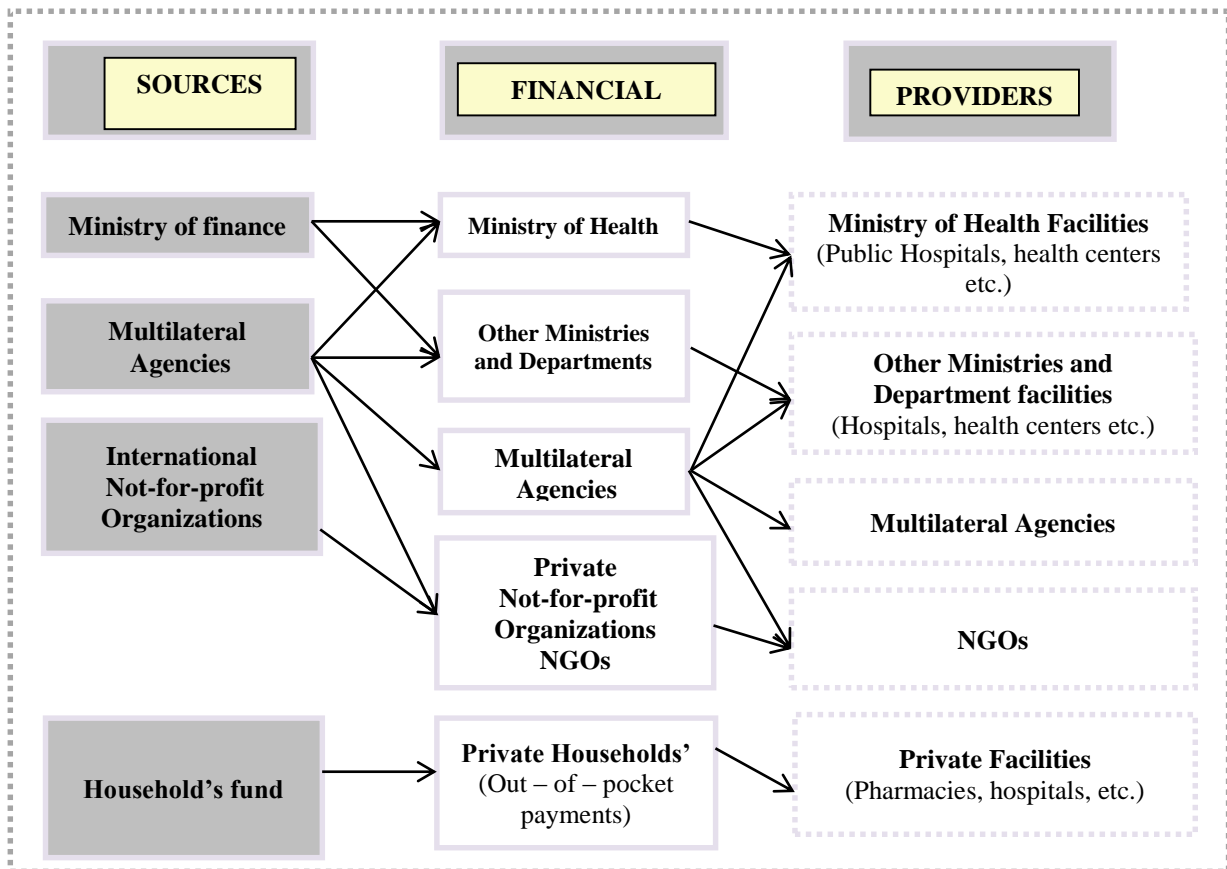 SOURCES
FINANCIAL
PROVIDERS
Ministry of finance
Ministry of Health
Ministry of Health Facilities
(Public Hospitals, health centers
etc.)
Multilateral
Agencies
Other Ministries
and Departments
Other Ministries and
Department facilities
(Hospitals, health centers etc.)
International
Not-for-profit
Organizations
Multilateral
Agencies
Multilateral Agencies
Private
Not-for-profit
Organizations
NGOs
NGOs
Household's fund
Private Households'
(Out – of – pocket
payments)
Private Facilities
(Pharmacies, hospitals, etc.)